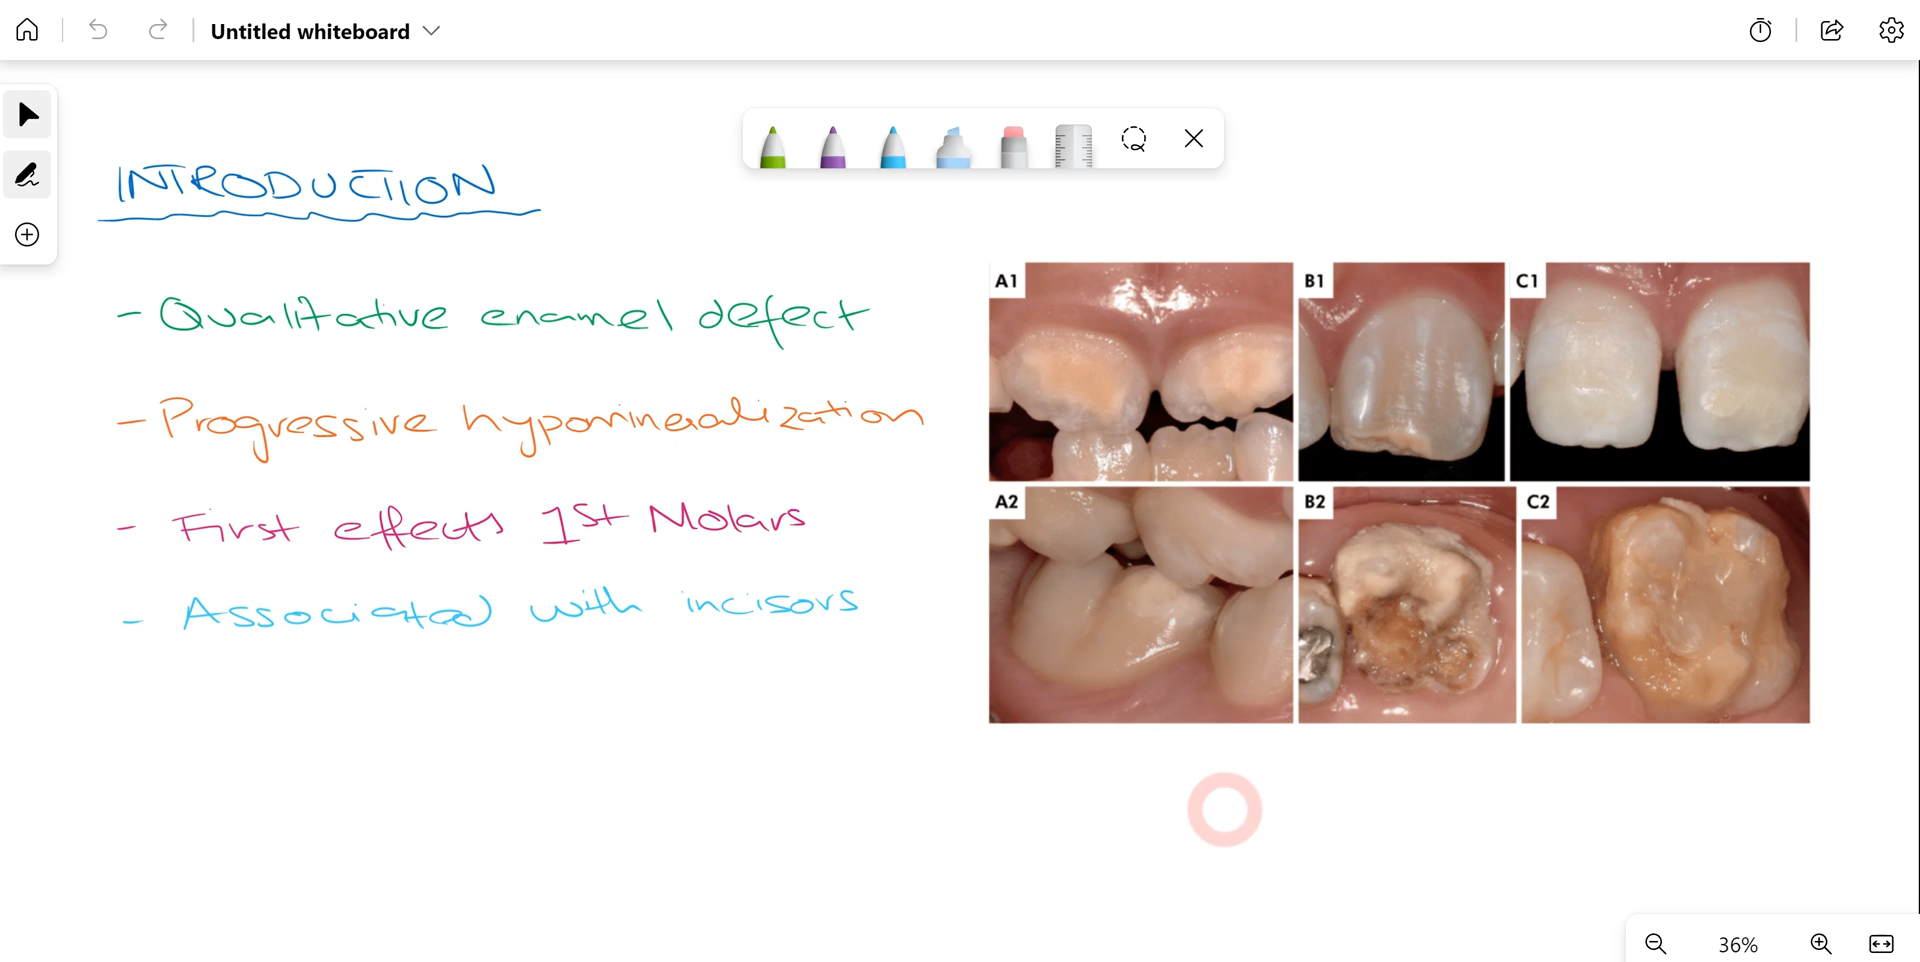 Untitled whiteboard
INTRODUCTION
- Qualitative enamel defect
- Progressive hypomineralization
- First effects 1st Molars
- Associated with incisors
A1
B1
C1
A2
B2
C2
36%